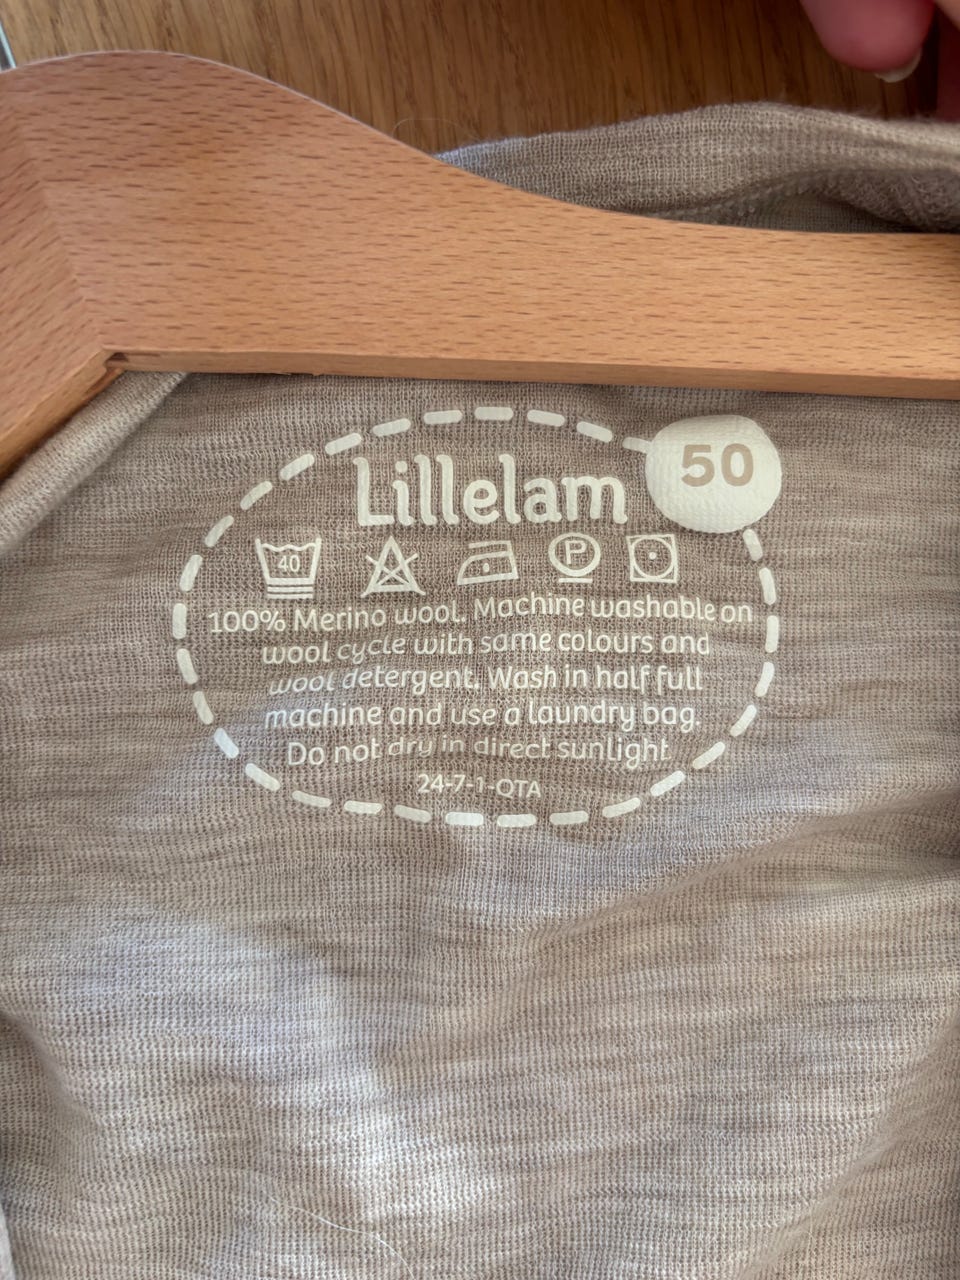 50
Lillelam
40
P
100% Merino wool. Machine washable on
wool cycle with same colours and
wool detergent. Wash in half full
machine and use a laundry bag.
Do not dry in direct sunlight.
24-7-1-OTA